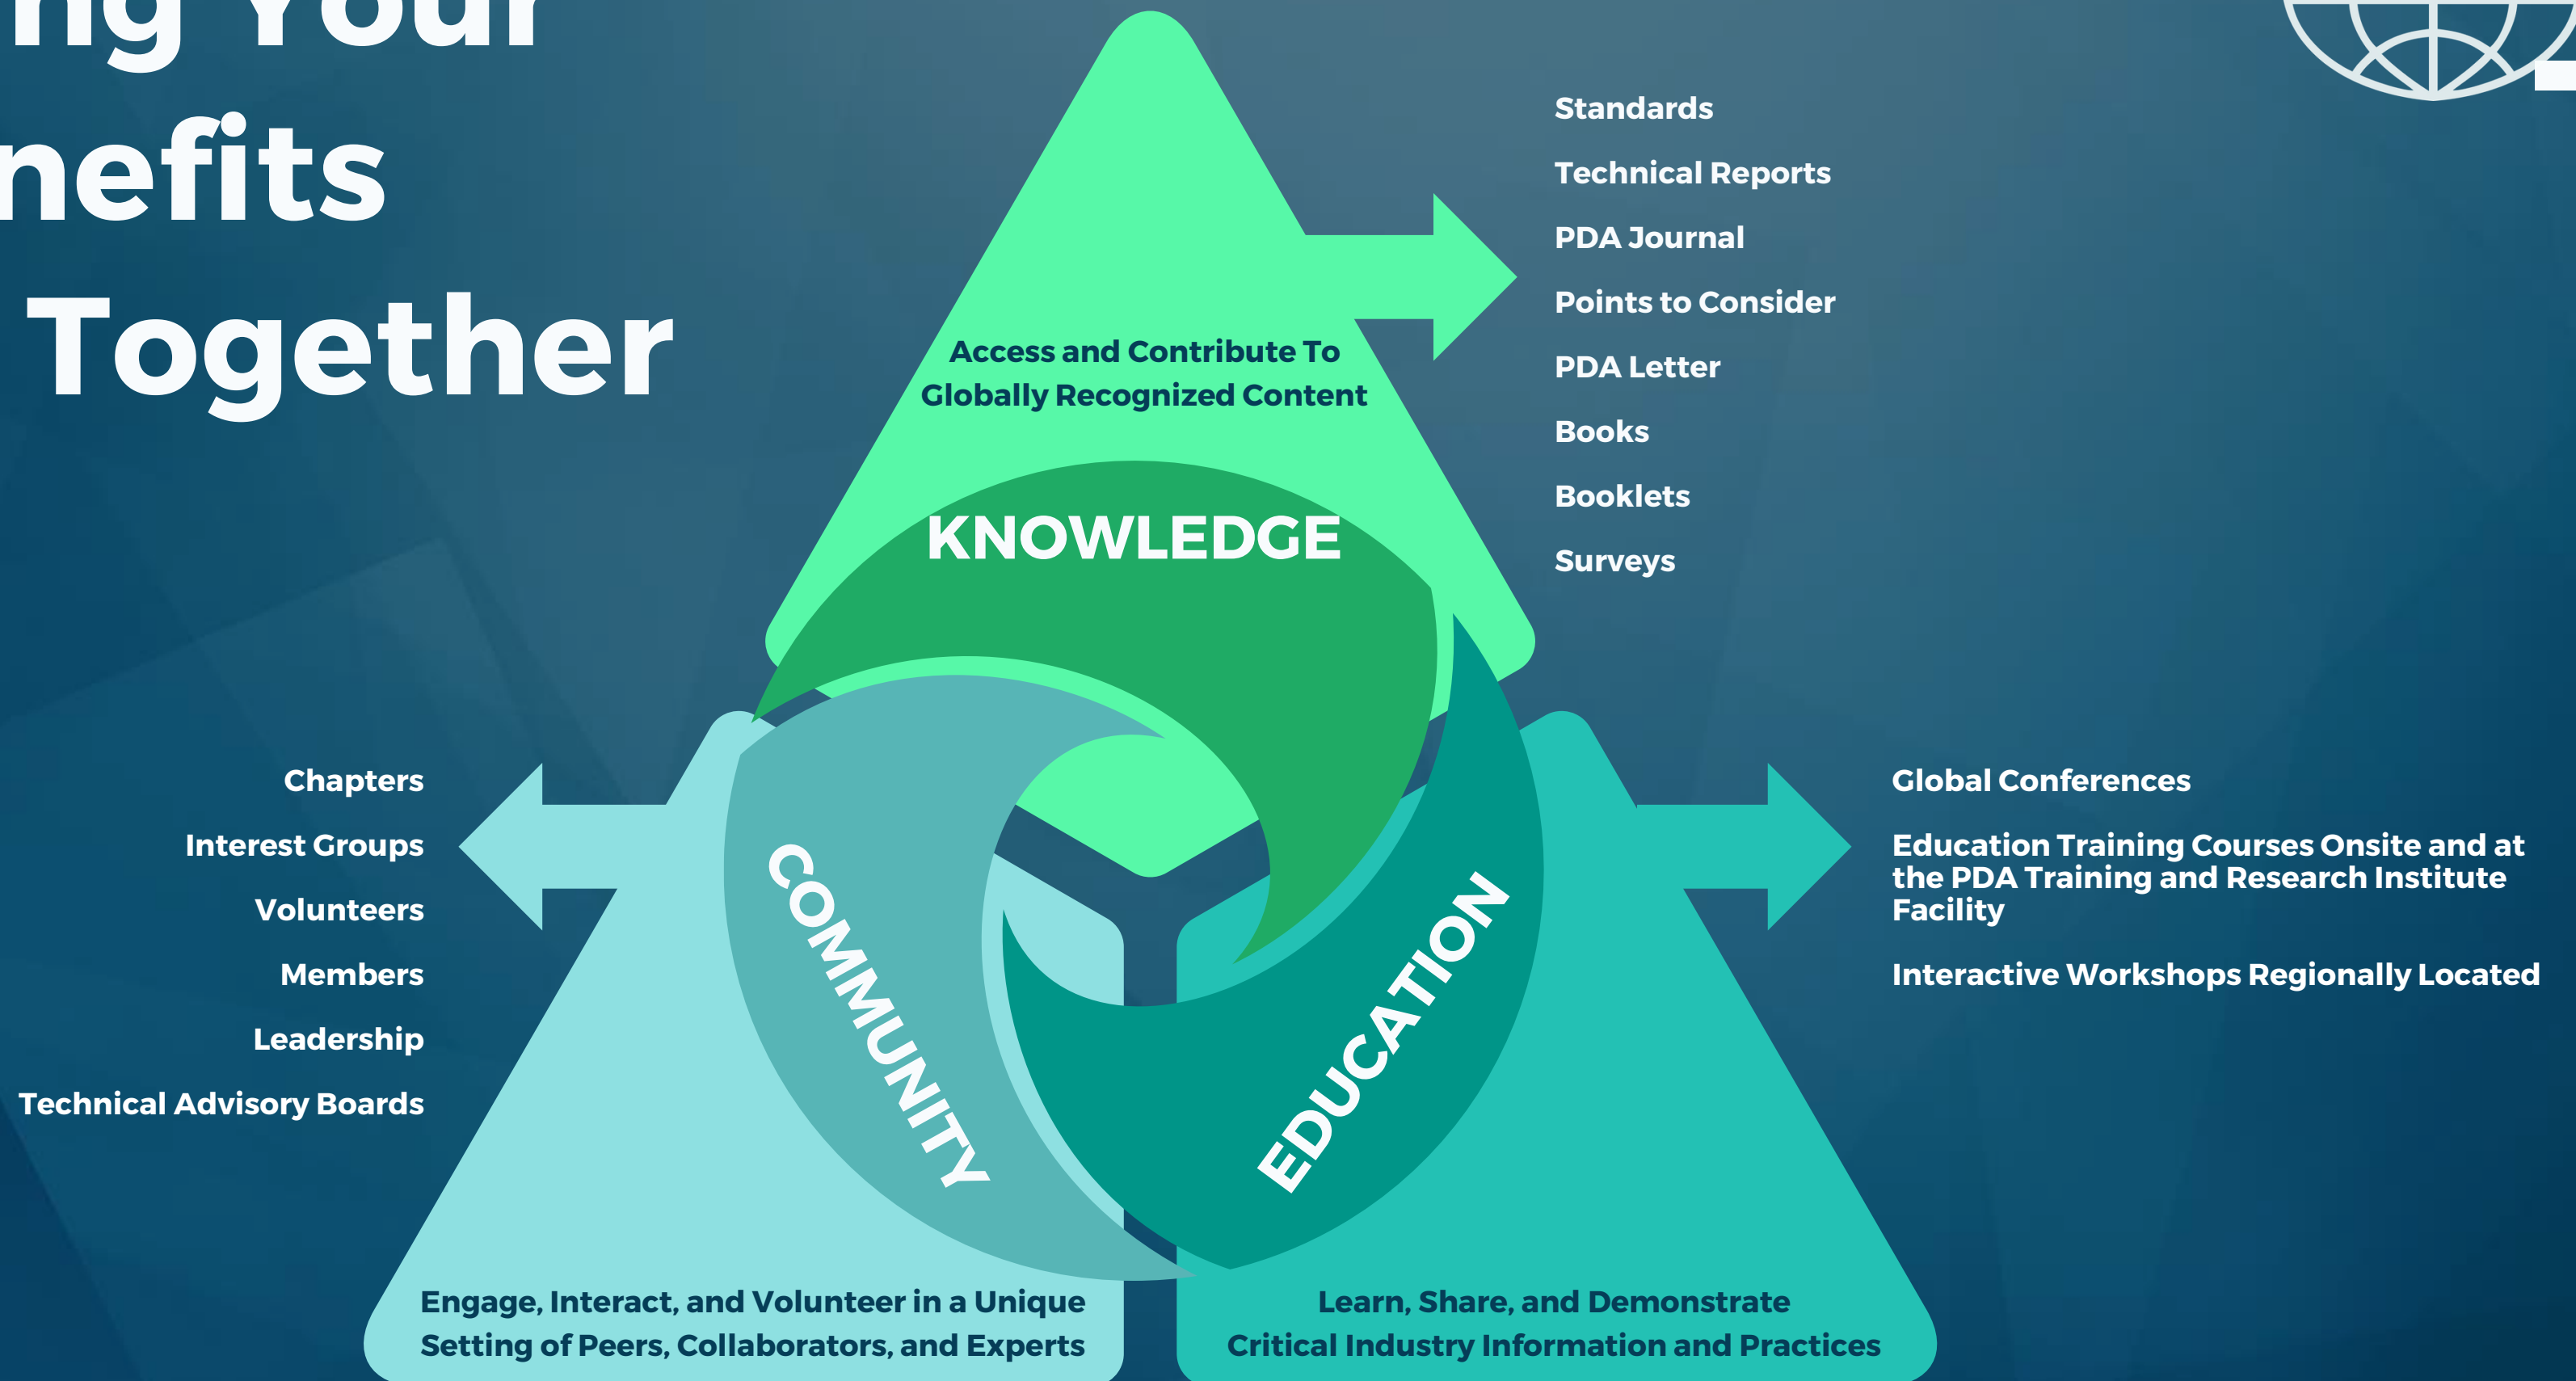 ng Your
nefits
Together
Standards
Technical Reports
PDA Journal
Points to Consider
PDA Letter
Books
Booklets
Surveys
Access and Contribute To
Globally Recognized Content
KNOWLEDGE
Chapters
Interest Groups
Volunteers
Members
Leadership
Technical Advisory Boards
COMMUNITY
EDUCATION
Global Conferences
Education Training Courses Onsite and at
the PDA Training and Research Institute
Facility
Interactive Workshops Regionally Located
Engage, Interact, and Volunteer in a Unique
Setting of Peers, Collaborators, and Experts
Learn, Share, and Demonstrate
Critical Industry Information and Practices